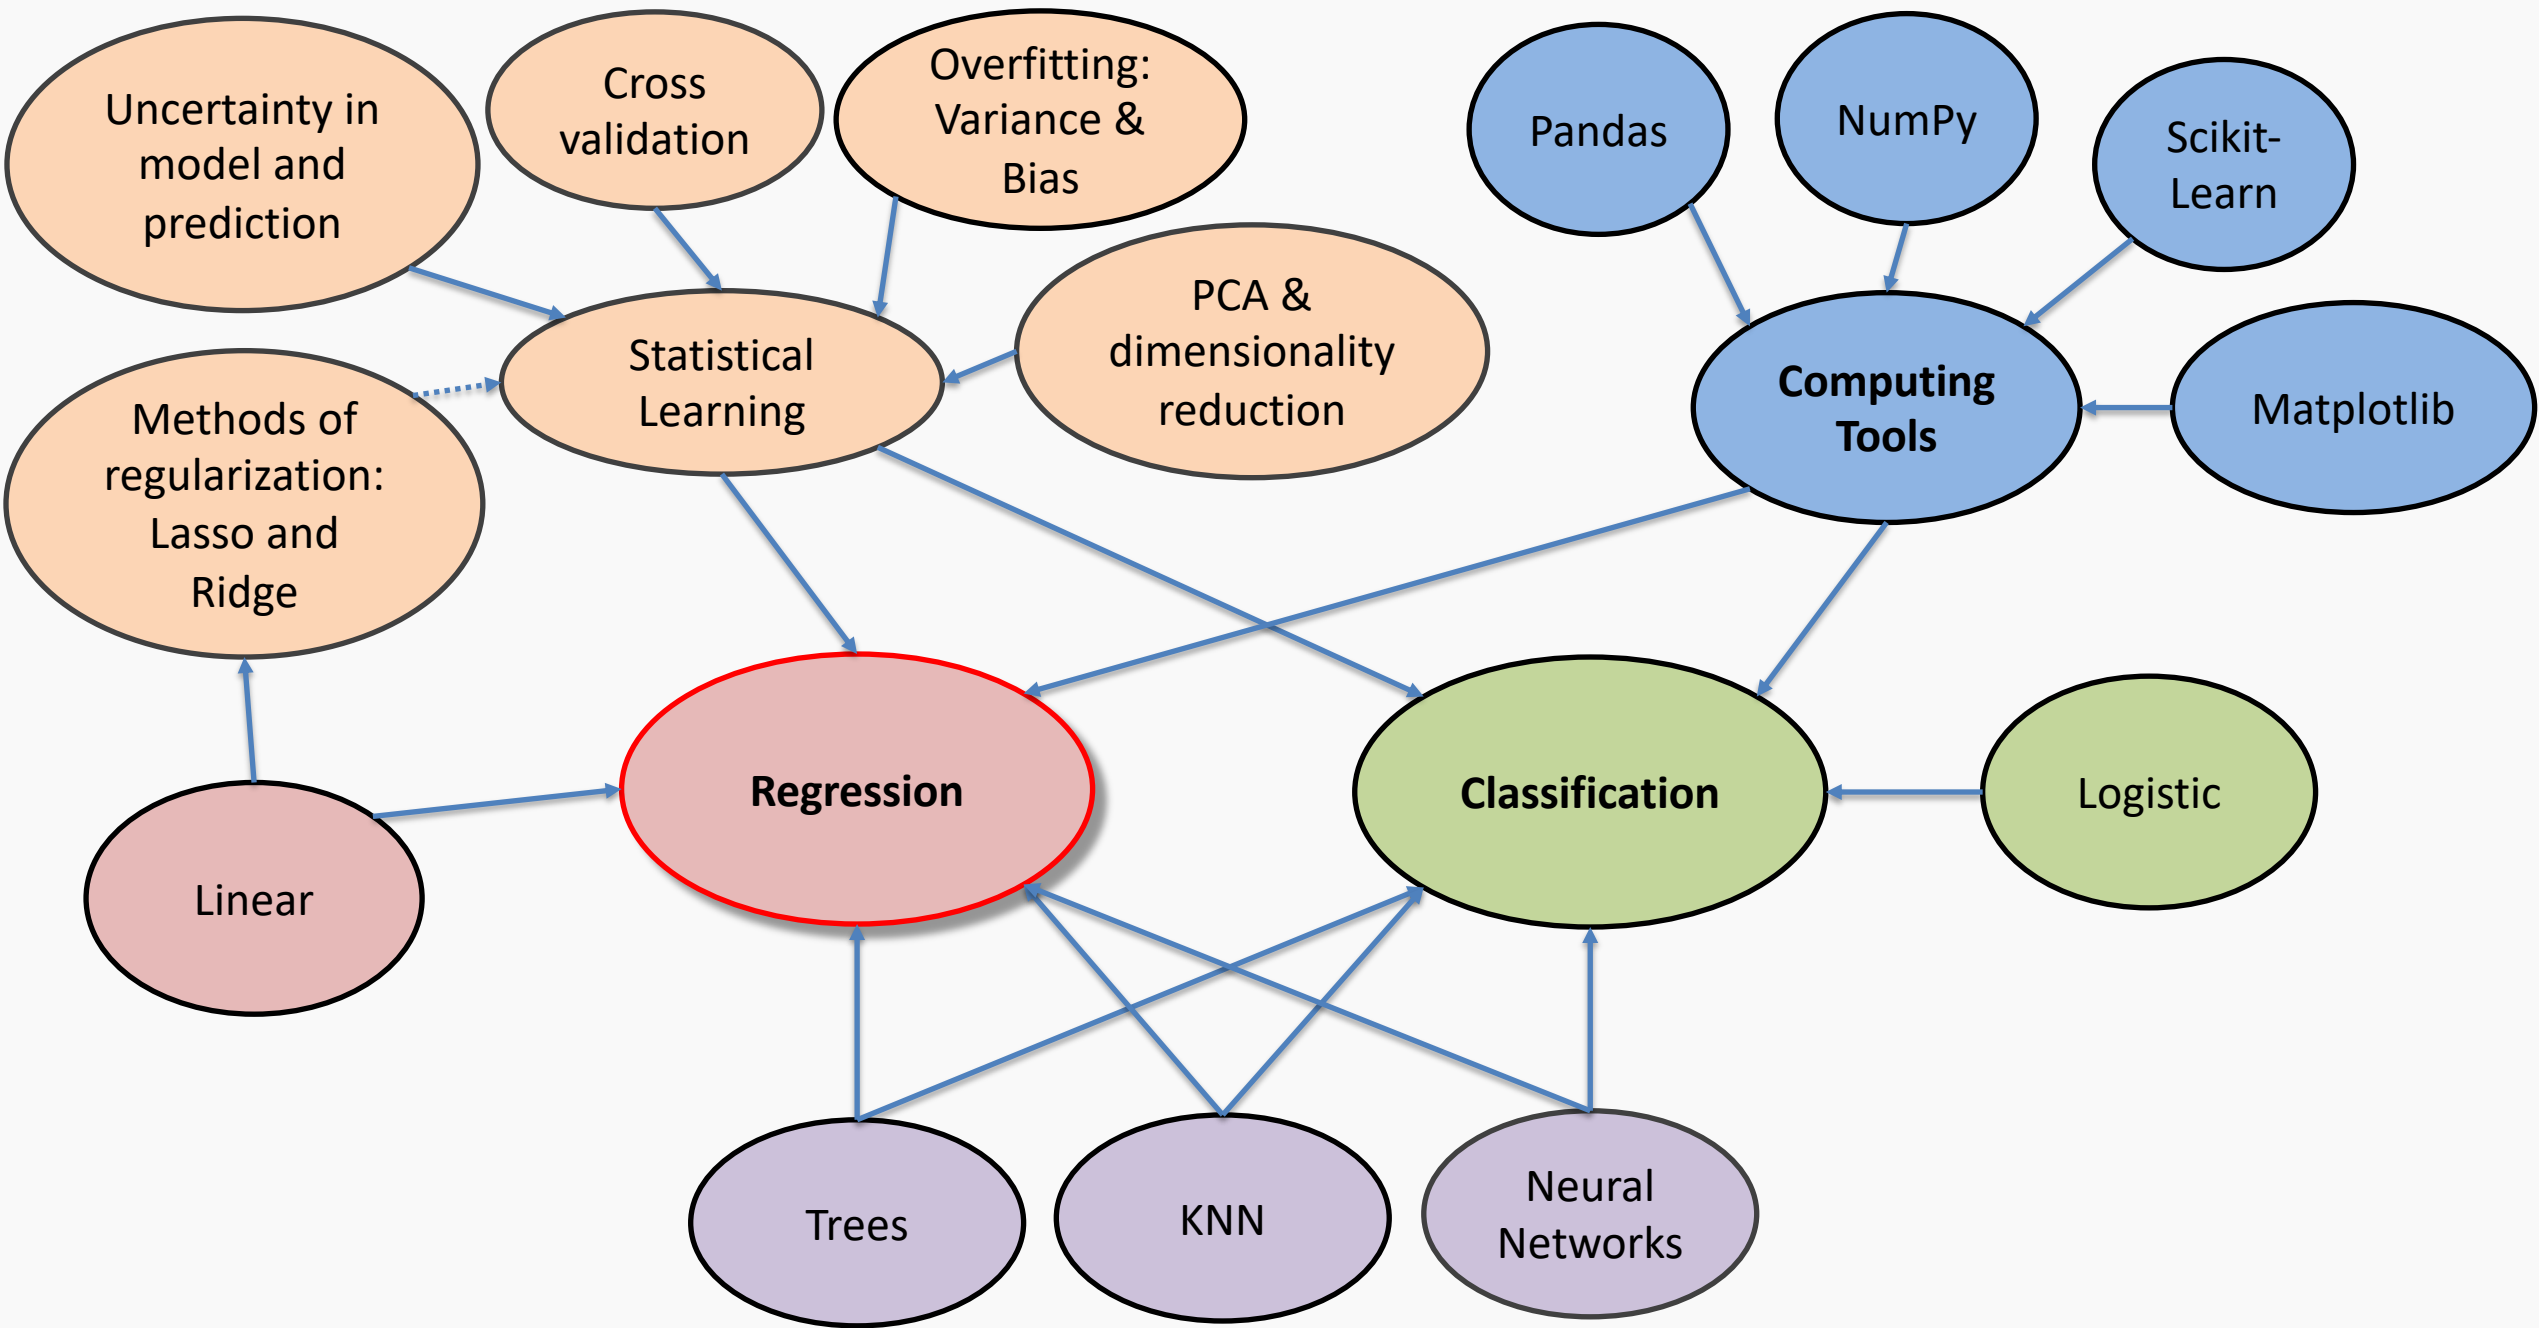 Uncertainty in
model and
prediction
Cross
validation
Overfitting:
Variance &
Bias
Pandas
NumPy
Scikit-
Learn
PCA &
dimensionality
reduction
Statistical
Learning
Computing
Tools
Matplotlib
Methods of
regularization:
Lasso and
Ridge
Regression
Classification
Logistic
Linear
Trees
KNN
Neural
Networks